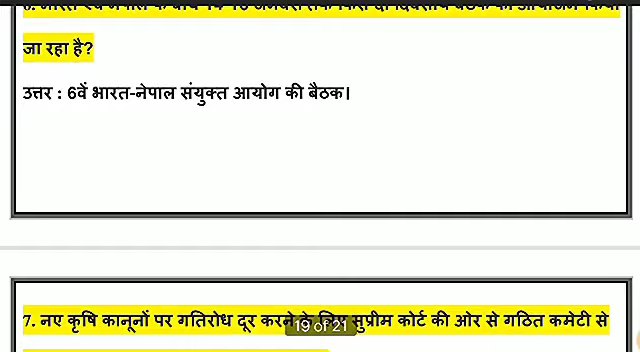 जा रहा है?
उत्तर : 6वें भारत-नेपाल संयुक्त आयोग की बैठक।
7. नए कृषि कानूनों पर गतिरोध दूर करने के लिए सुप्रीम कोर्ट की ओर से गठित कमेटी से
19 of 21